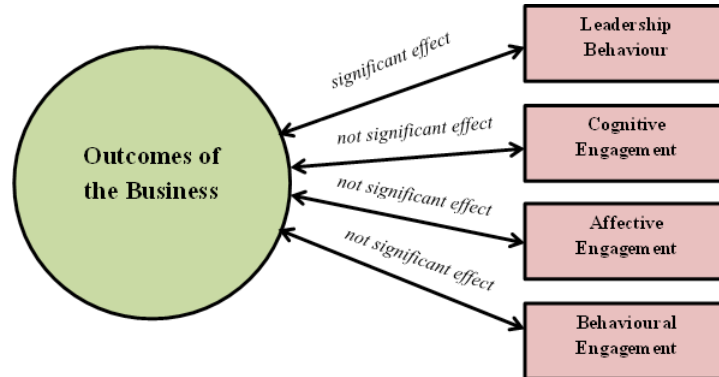 Leadership
Behaviour
significant effect
not significant effect
Cognitive
Engagement
Outcomes of
the Business
not significant effect
Affective
Engagement
not significant effect
Behavioural
Engagement